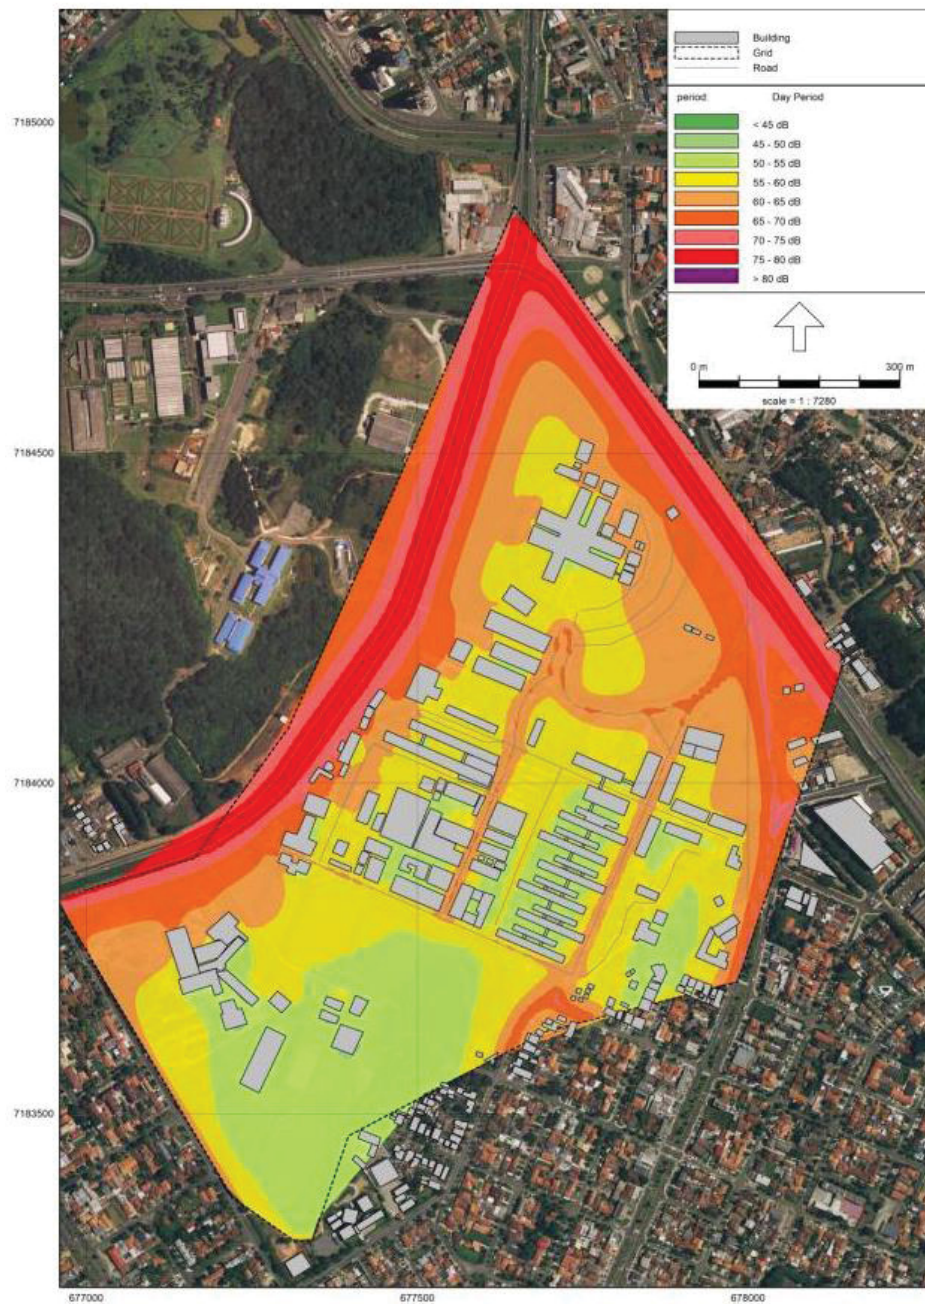 Building
Grid
Road
period: Day Period
< 45 dB
45 - 50 dB
50 - 55 dB
55 - 60 dB
60 - 65 dB
65 - 70 dB
70 - 75 dB
75 - 80 dB
> 80 dB
0 m 300 m
scale = 1 : 7280
7185000
7184500
7184000
7183500
677000 677500 678000